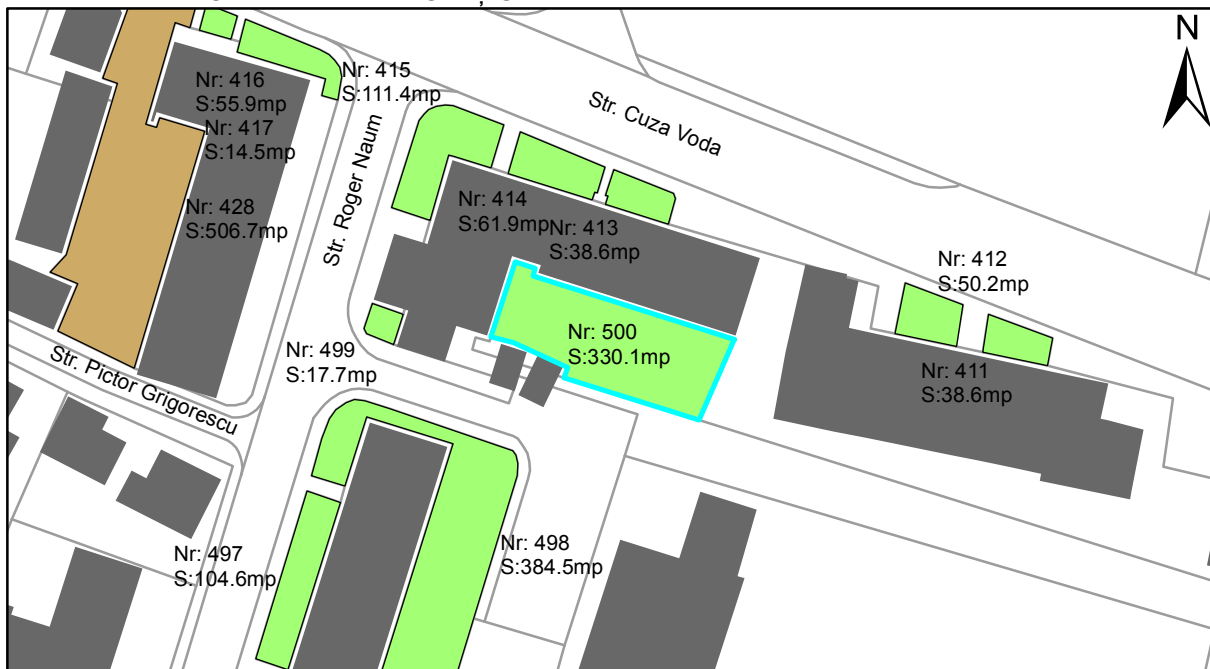 N
Nr: 415
S:111.4mp
Nr: 416
S:55.9mp
Nr: 417
S:14.5mp
Str. Cuza Voda
Str. Roger Naum
Nr: 428
S:506.7mp
Nr: 414
S:61.9mp
Nr: 413
S:38.6mp
Nr: 412
S:50.2mp
Nr: 500
S:330.1mp
Nr: 499
S:17.7mp
Nr: 411
S:38.6mp
Str. Pictor Grigorescu
Nr: 497
S:104.6mp
Nr: 498
S:384.5mp